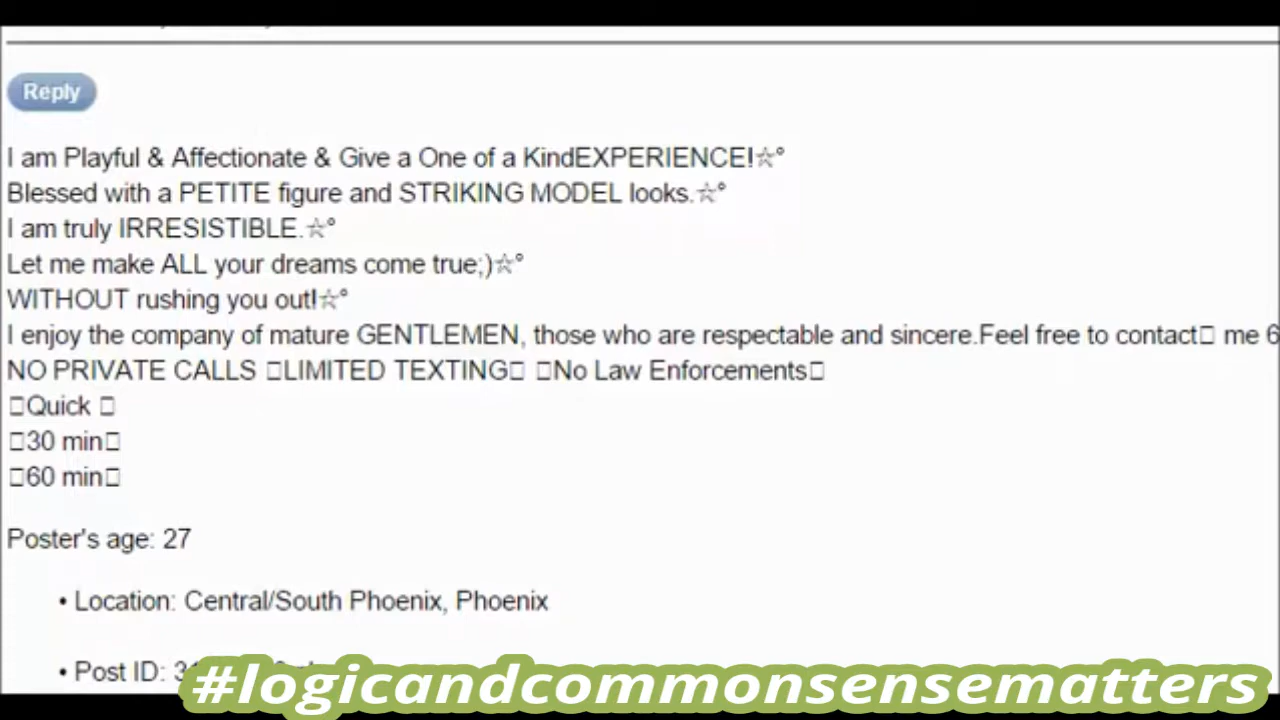 Reply
I am Playful & Affectionate & Give a One of a KindEXPERIENCE!☆°
Blessed with a PETITE figure and STRIKING MODEL looks.☆°
I am truly IRRESISTIBLE.☆°
Let me make ALL your dreams come true;)☆°
WITHOUT rushing you out!☆°
I enjoy the company of mature GENTLEMEN, those who are respectable and sincere.Feel free to contact□ me 6
NO PRIVATE CALLS □LIMITED TEXTING□ □No Law Enforcements□
□Quick □
□30 min□
□60 min□
Poster's age: 27
• Location: Central/South Phoenix, Phoenix
• Post ID:
#logicandcommonsensematters